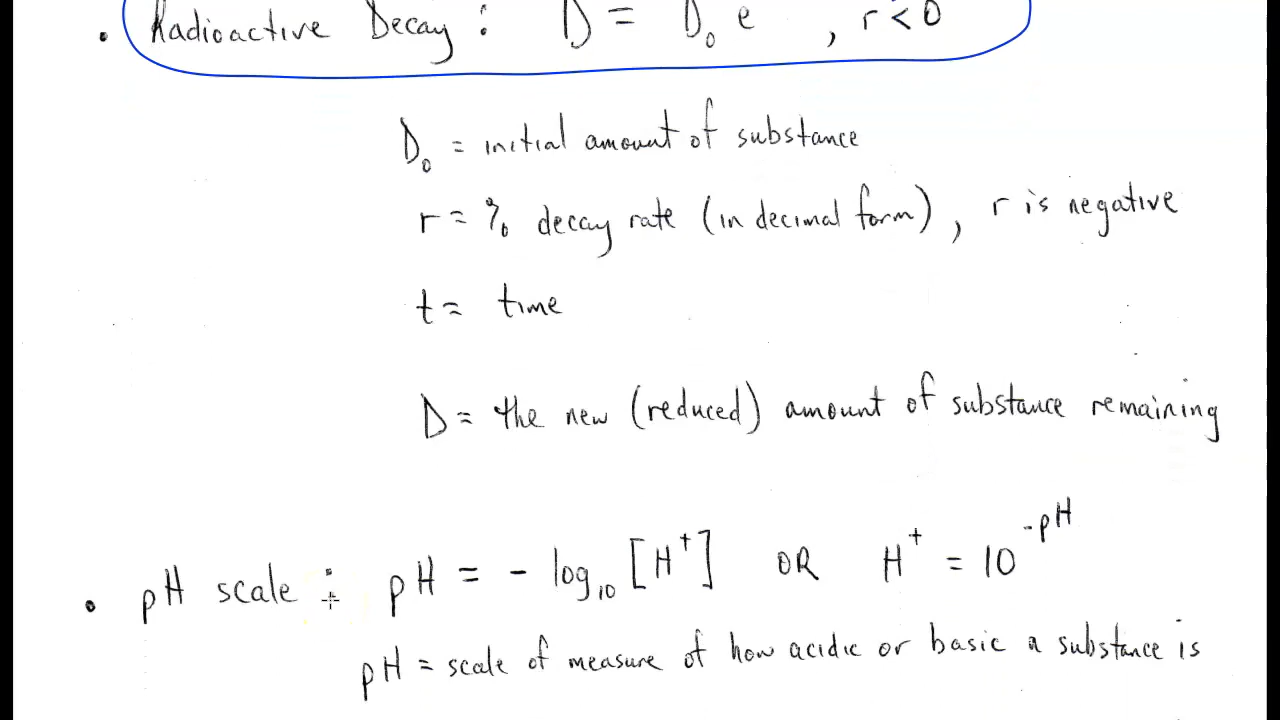 • Radioactive Decay : D = D₀ e , r < 0
D₀ = initial amount of substance
r = % decay rate (in decimal form), r is negative
t = time
D = the new (reduced) amount of substance remaining
• pH scale : pH = - log₁₀ [H⁺] OR H⁺ = 10^-pH
pH = scale of measure of how acidic or basic a substance is